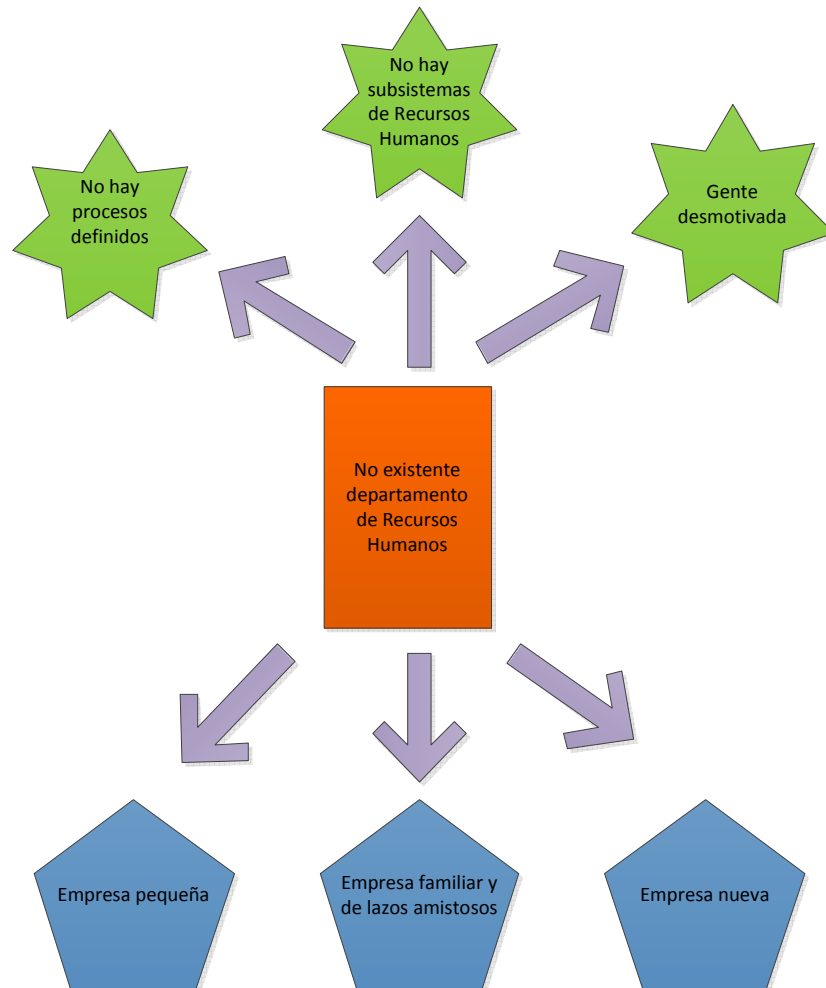 No hay
subsistemas
de Recursos
Humanos
No hay
procesos
definidos
Gente
desmotivada
No existente
departamento
de Recursos
Humanos
Empresa pequeña
Empresa familiar y
de lazos amistosos
Empresa nueva